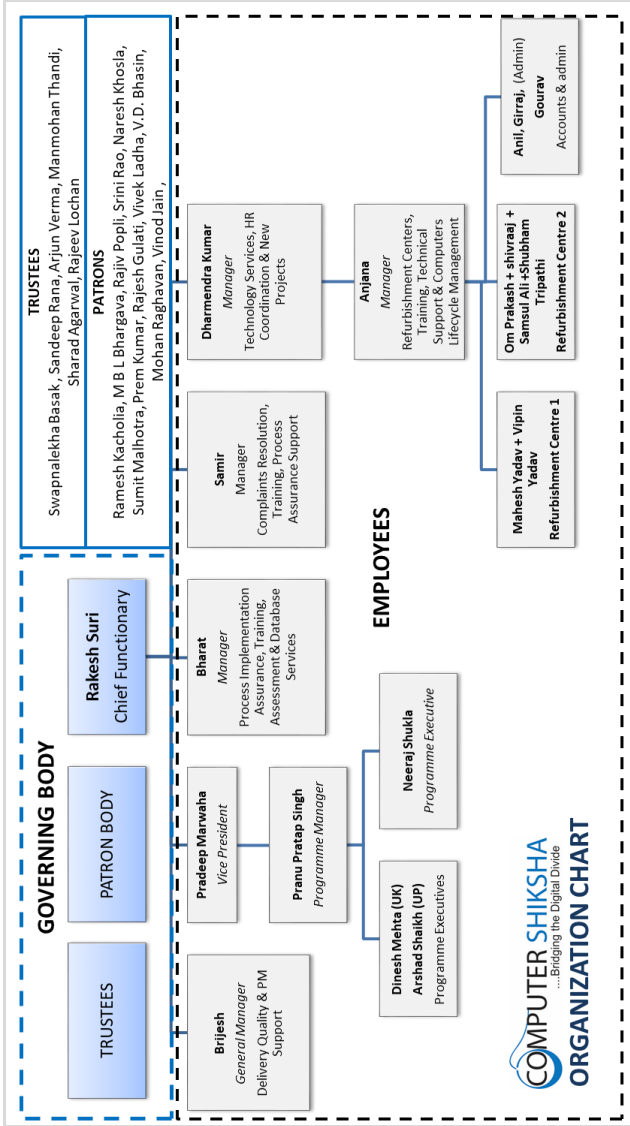 GOVERNING BODY
TRUSTEES
PATRON BODY
Rakesh Suri
Chief Functionary
TRUSTEES
Swapnalekha Basak, Sandeep Rana, Arjun Verma, Manmohan Thandi,
Sharad Agarwal, Rajeev Lochan
PATRONS
Ramesh Kacholia, M B L Bhargava, Rajiv Popli, Srini Rao, Naresh Khosla,
Sumit Malhotra, Prem Kumar, Rajesh Gulati, Vivek Ladha, V.D. Bhasin,
Mohan Raghavan, Vinod Jain ,
Brijesh
General Manager
Delivery Quality & PM
Support
Pradeep Marwaha
Vice President
Bharat
Manager
Process Implementation
Assurance, Training,
Assessment & Database
Services
Samir
Manager
Complaints Resolution,
Training, Process
Assurance Support
Dharmendra Kumar
Manager
Technology Services, HR
Coordination & New
Projects
Pranu Pratap Singh
Programme Manager
Anjana
Manager
Refurbishment Centers,
Training, Technical
Support & Computers
Lifecycle Management
EMPLOYEES
Dinesh Mehta (UK)
Arshad Shaikh (UP)
Programme Executives
Neeraj Shukla
Programme Executive
Mahesh Yadav + Vipin
Yadav
Refurbishment Centre 1
Om Prakash + shivraaj +
Samsul Ali +Shubham
Tripathi
Refurbishment Centre 2
Anil, Girraj, (Admin)
Gourav
Accounts & admin
COMPUTER SHIKSHA
....Bridging the Digital Divide
ORGANIZATION CHART